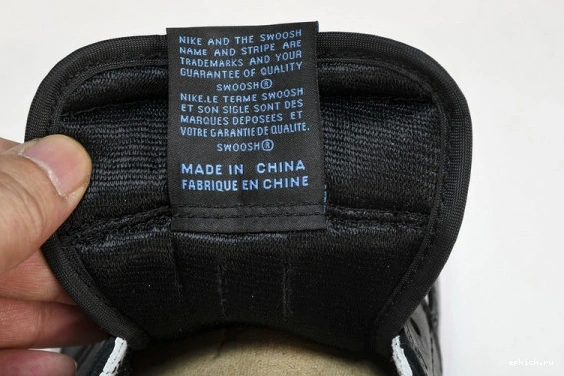 NIKE AND THE SWOOSH
NAME AND STRIPE ARE
TRADEMARKS AND YOUR
GUARANTEE OF QUALITY
SWOOSH®
NIKE.LE TERME SWOOSH
ET SON SIGLE SONT DES
MARQUES DEPOSEES ET
VOTRE GARANTIE DE QUALITE.
SWOOSH®
MADE IN CHINA
FABRIQUE EN CHINE